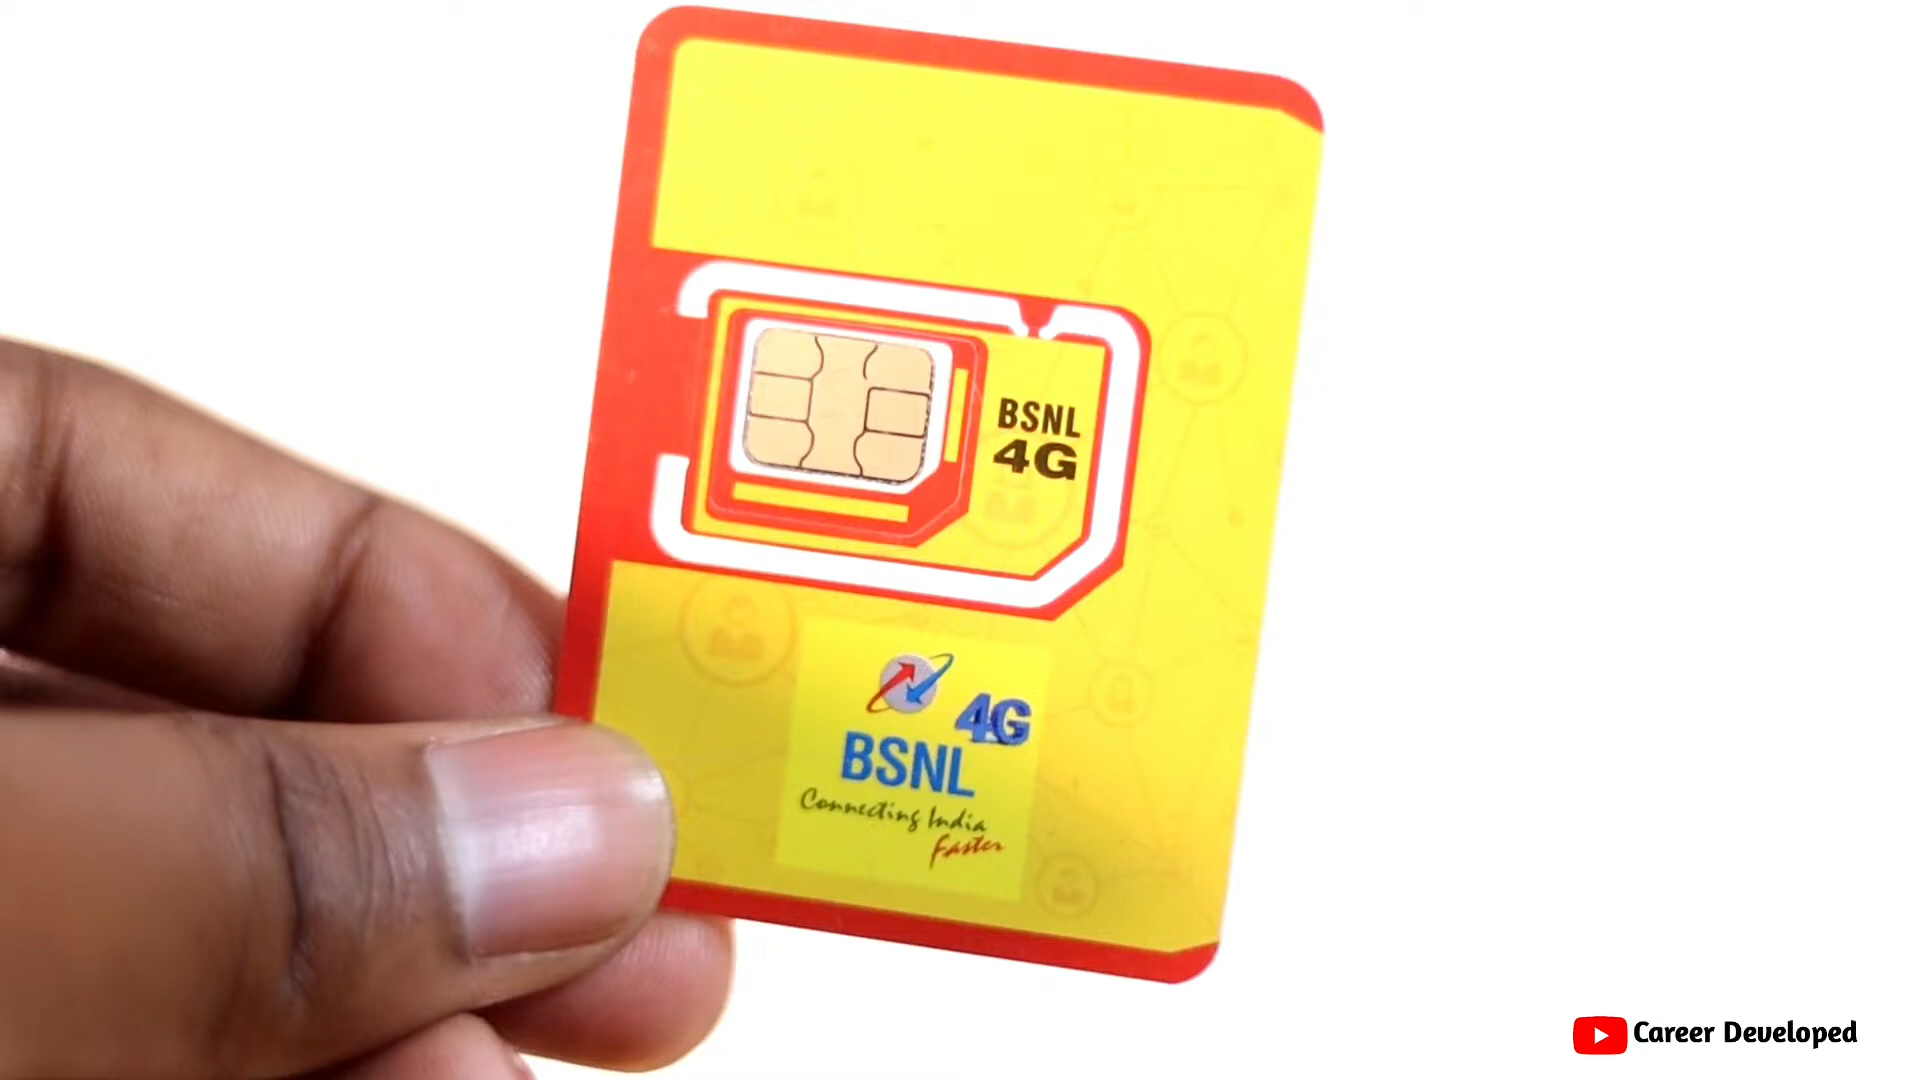 BSNL
4G
4G
BSNL
Connecting India
Faster
Career Developed